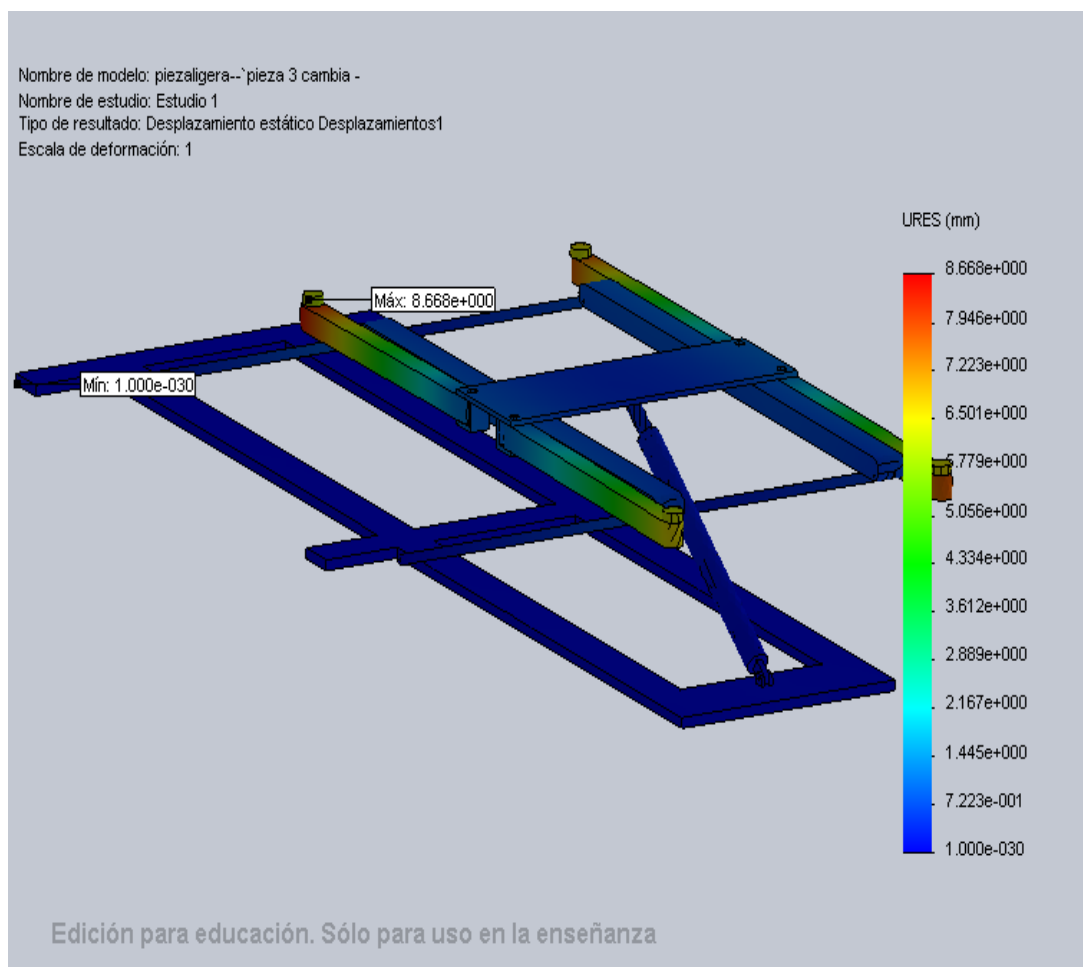 Nombre de modelo: piezaligera--`pieza 3 cambia -
Nombre de estudio: Estudio 1
Tipo de resultado: Desplazamiento estático Desplazamientos1
Escala de deformación: 1
URES (mm)
8.668e+000
7.946e+000
7.223e+000
6.501e+000
5.779e+000
5.056e+000
4.334e+000
3.612e+000
2.889e+000
2.167e+000
1.445e+000
7.223e-001
1.000e-030
Máx: 8.668e+000
Mín: 1.000e-030
Edición para educación. Sólo para uso en la enseñanza